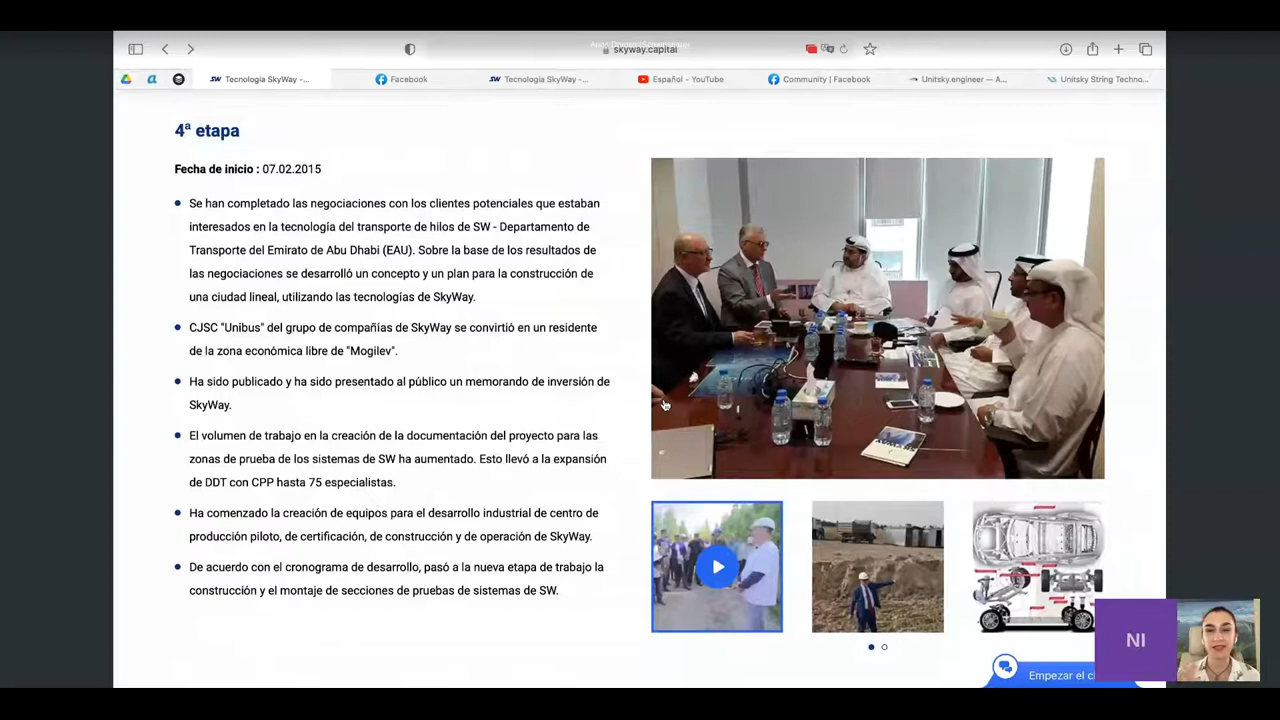 skyway.capital
Tecnología SkyWay -...
Facebook
Tecnología SkyWay -...
Español - YouTube
Community | Facebook
Unitsky.engineer — A...
Unitsky String Techno...
4ª etapa
Fecha de inicio : 07.02.2015
Se han completado las negociaciones con los clientes potenciales que estaban
interesados en la tecnología del transporte de hilos de SW - Departamento de
Transporte del Emirato de Abu Dhabi (EAU). Sobre la base de los resultados de
las negociaciones se desarrolló un concepto y un plan para la construcción de
una ciudad lineal, utilizando las tecnologías de SkyWay.
CJSC "Unibus" del grupo de compañías de SkyWay se convirtió en un residente
de la zona económica libre de "Mogilev".
Ha sido publicado y ha sido presentado al público un memorando de inversión de
SkyWay.
El volumen de trabajo en la creación de la documentación del proyecto para las
zonas de prueba de los sistemas de SW ha aumentado. Esto llevó a la expansión
de DDT con CPP hasta 75 especialistas.
Ha comenzado la creación de equipos para el desarrollo industrial de centro de
producción piloto, de certificación, de construcción y de operación de SkyWay.
De acuerdo con el cronograma de desarrollo, pasó a la nueva etapa de trabajo la
construcción y el montaje de secciones de pruebas de sistemas de SW.
NI
Empezar el c